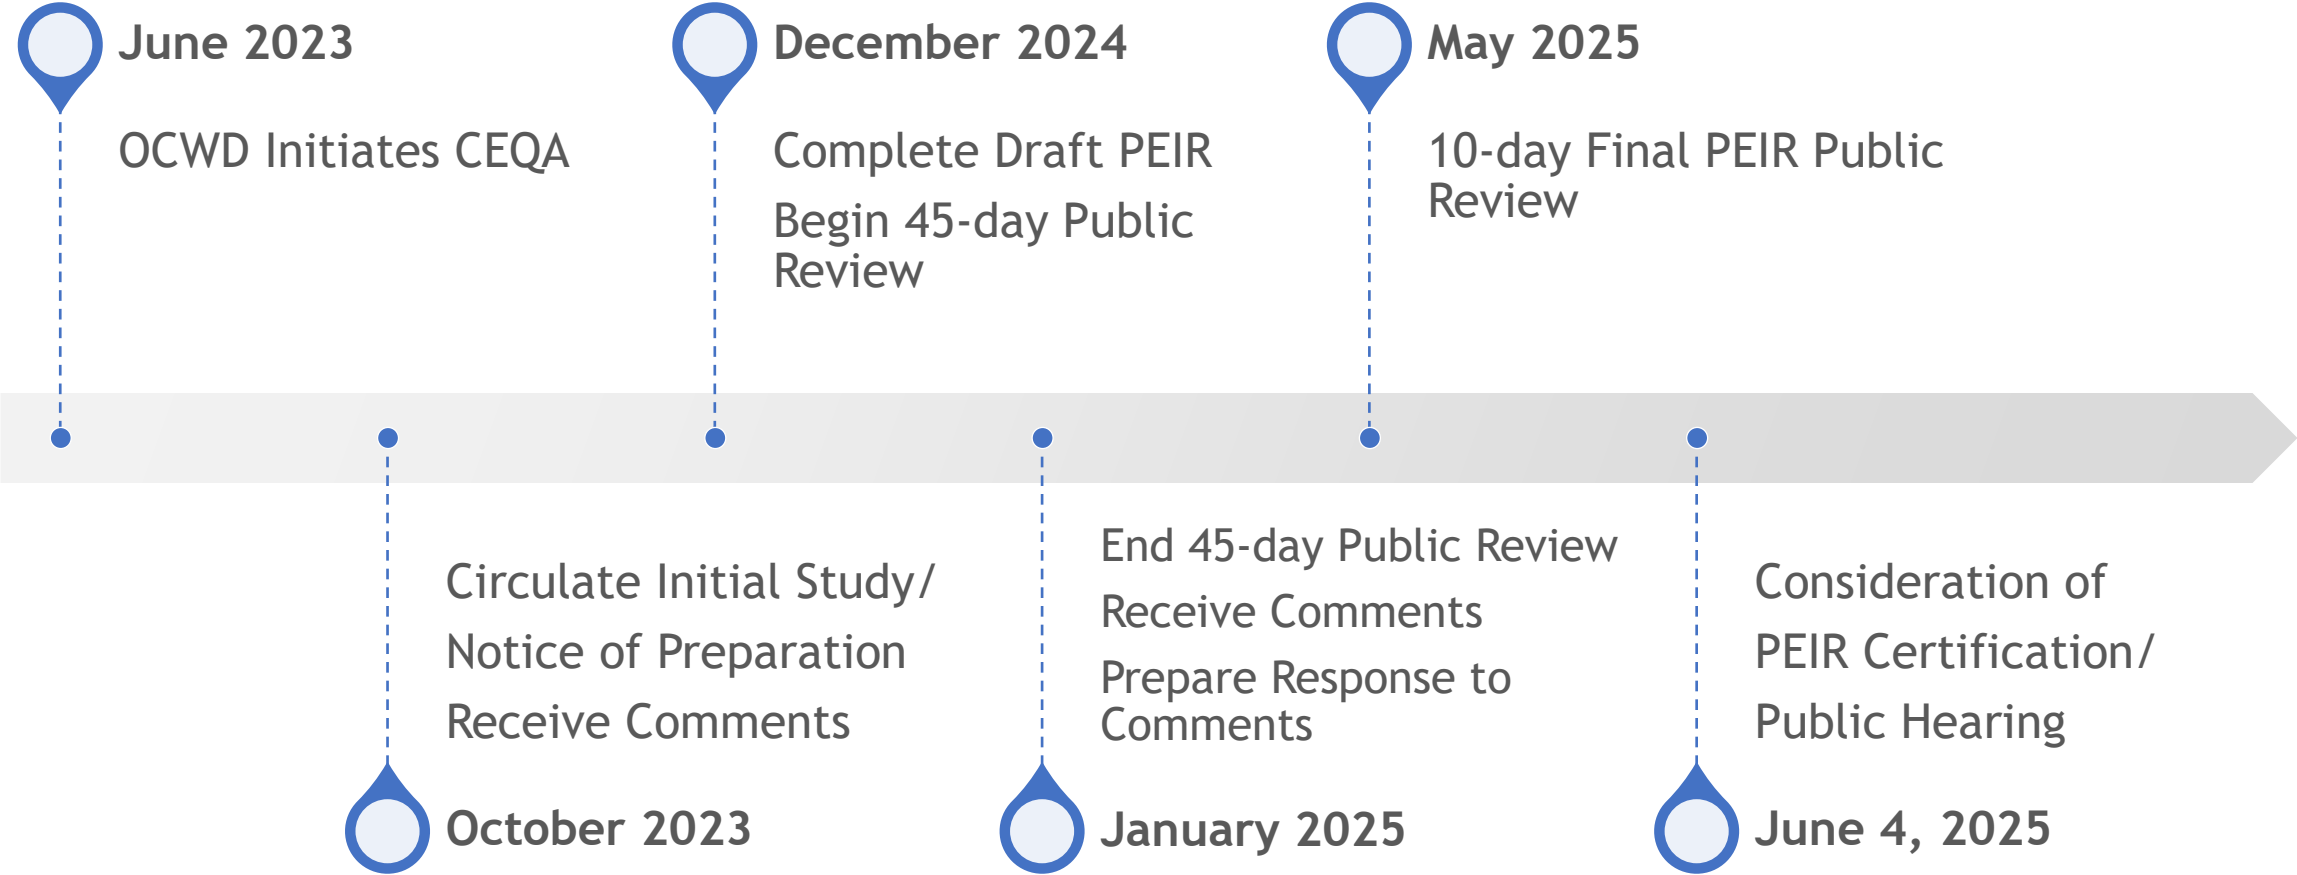 June 2023
OCWD Initiates CEQA
December 2024
Complete Draft PEIR
Begin 45-day Public
Review
May 2025
10-day Final PEIR Public
Review
Circulate Initial Study/
Notice of Preparation
Receive Comments
October 2023
End 45-day Public Review
Receive Comments
Prepare Response to
Comments
January 2025
Consideration of
PEIR Certification/
Public Hearing
June 4, 2025